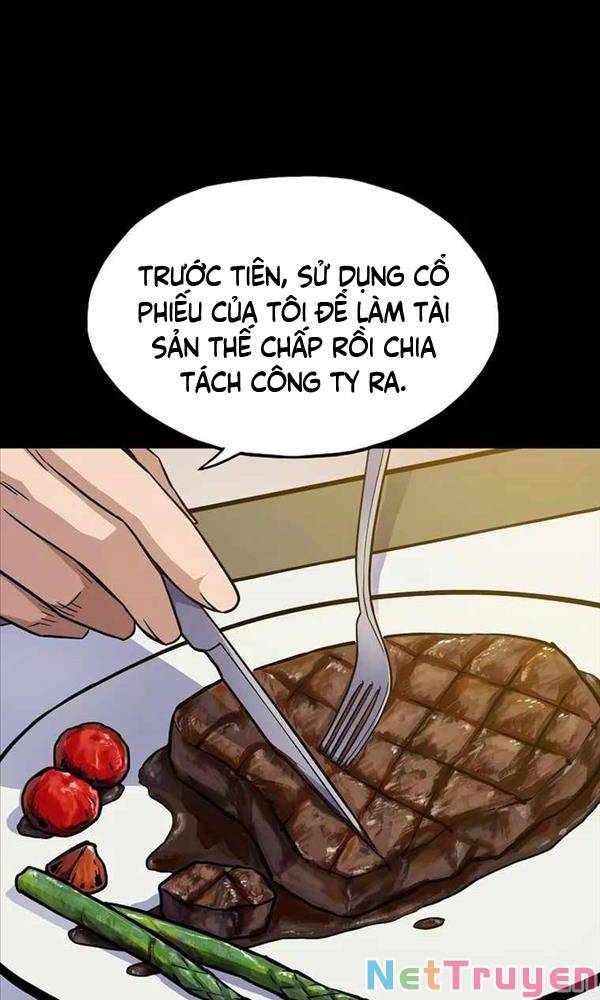 TRƯỚC TIÊN, SỬ DỤNG CỔ
PHIẾU CỦA TÔI ĐỂ LÀM TÀI
SẢN THẾ CHẤP RỒI CHIA
TÁCH CÔNG TY RA.
NetTruyen